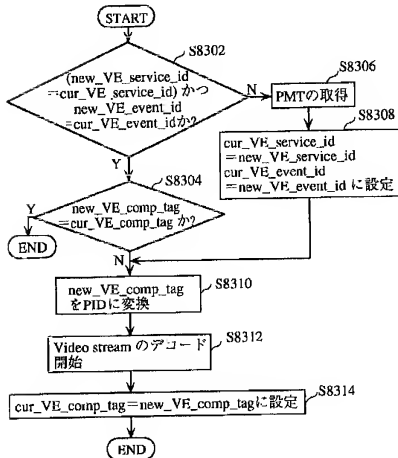 START
S8302
(new_VE_service_id
=cur_VE_service_id) かつ
new_VE_event_id
=cur_VE_event_idか?
N
S8306
PMTの取得
S8308
cur_VE_service_id
=new_VE_service_id
cur_VE_event_id
=new_VE_event_id に設定
Y
S8304
new_VE_comp_tag
=cur_VE_comp_tag か?
Y
END
N
S8310
new_VE_comp_tag
をPIDに変換
S8312
Video stream のデコード
開始
S8314
cur_VE_comp_tag=new_VE_comp_tagに設定
END